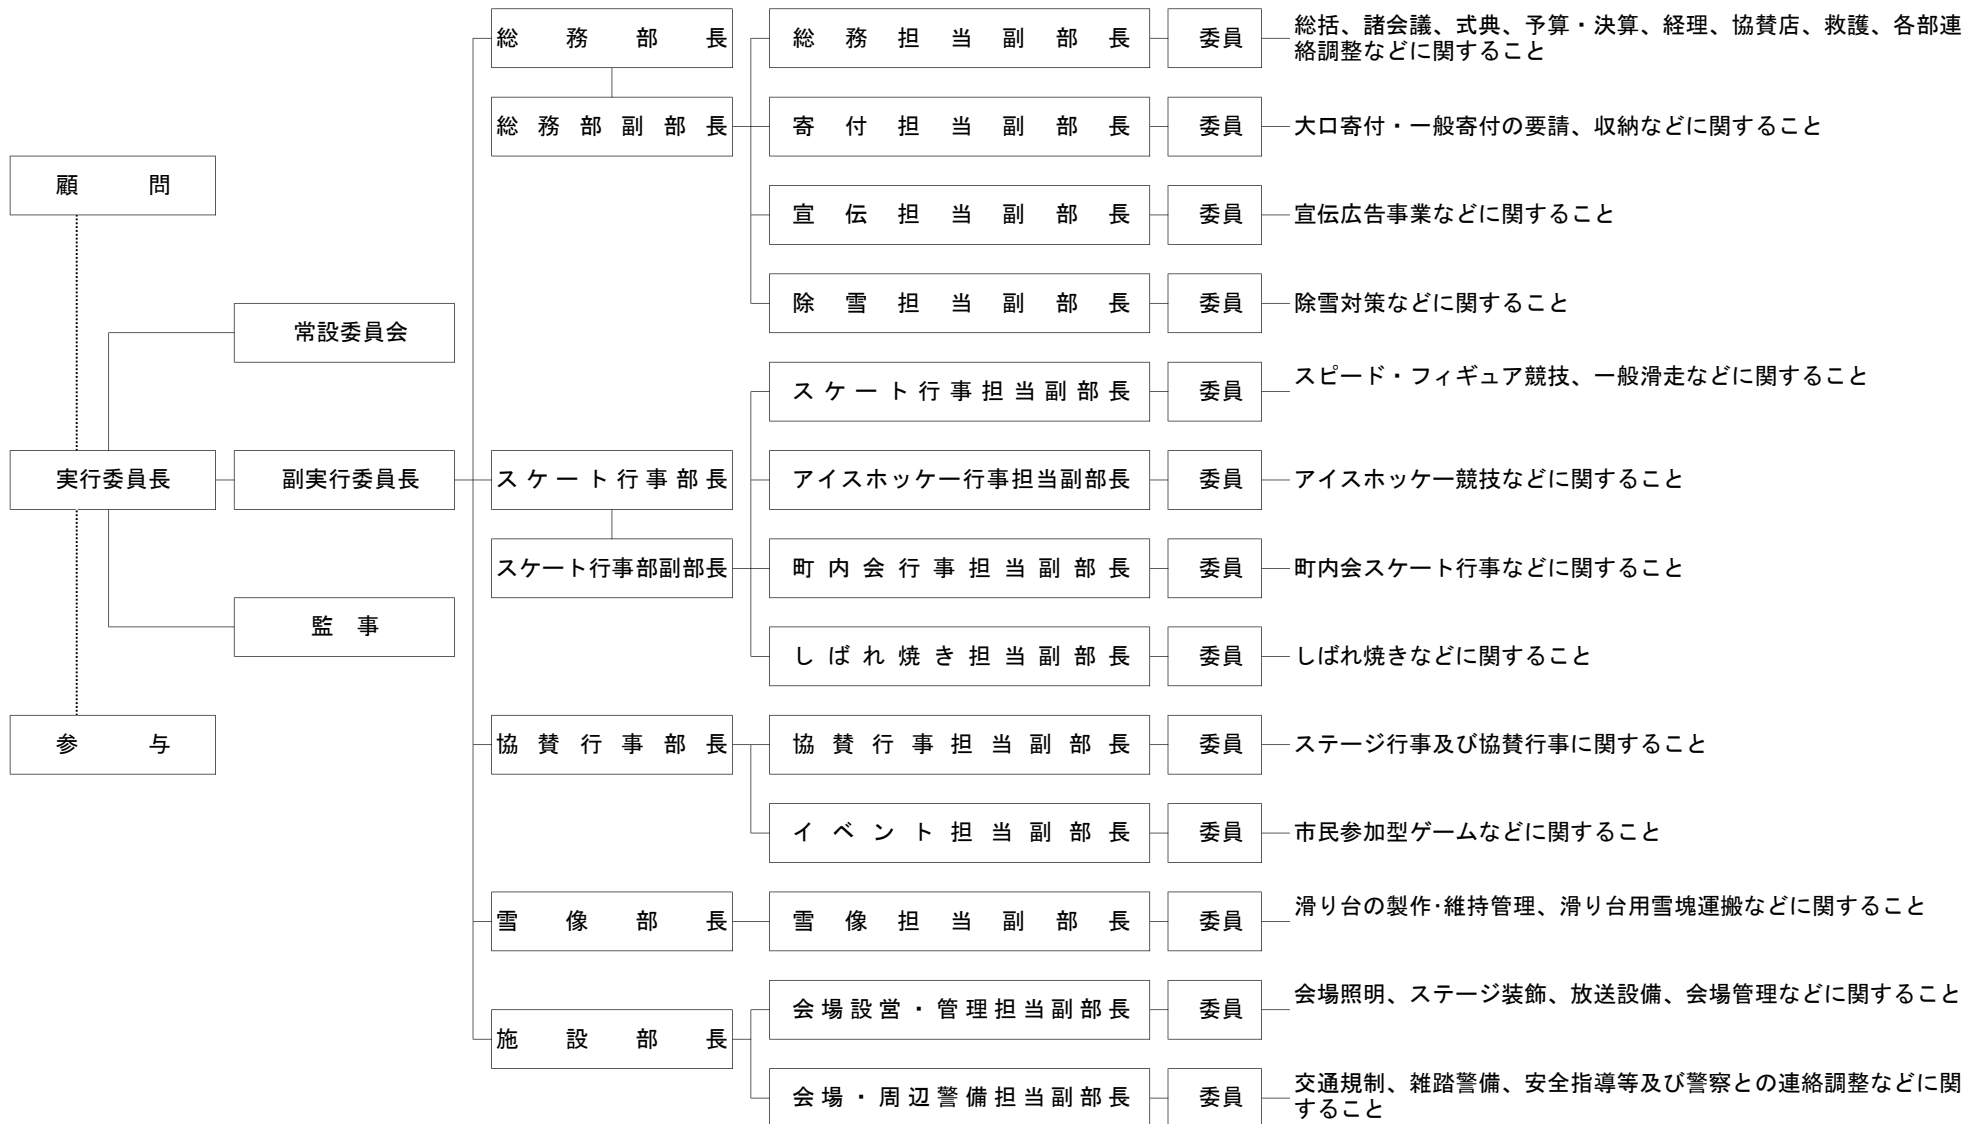 顧問
実行委員長
参与
常設委員会
副実行委員長
監事
総務部長
総務部副部長
総務担当副部長
委員
総括、諸会議、式典、予算・決算、経理、協賛店、救護、各部連
絡調整などに関すること
寄付担当副部長
委員
大口寄付・一般寄付の要請、収納などに関すること
宣伝担当副部長
委員
宣伝広告事業などに関すること
除雪担当副部長
委員
除雪対策などに関すること
スケート行事部長
スケート行事部副部長
スケート行事担当副部長
委員
スピード・フィギュア競技、一般滑走などに関すること
アイスホッケー行事担当副部長
委員
アイスホッケー競技などに関すること
町内会行事担当副部長
委員
町内会スケート行事などに関すること
しばれ焼き担当副部長
委員
しばれ焼きなどに関すること
協賛行事部長
協賛行事担当副部長
委員
ステージ行事及び協賛行事に関すること
イベント担当副部長
委員
市民参加型ゲームなどに関すること
雪像部長
雪像担当副部長
委員
滑り台の製作・維持管理、滑り台用雪塊運搬などに関すること
施設部長
会場設営・管理担当副部長
委員
会場照明、ステージ装飾、放送設備、会場管理などに関すること
会場・周辺警備担当副部長
委員
交通規制、雑踏警備、安全指導等及び警察との連絡調整などに関
すること